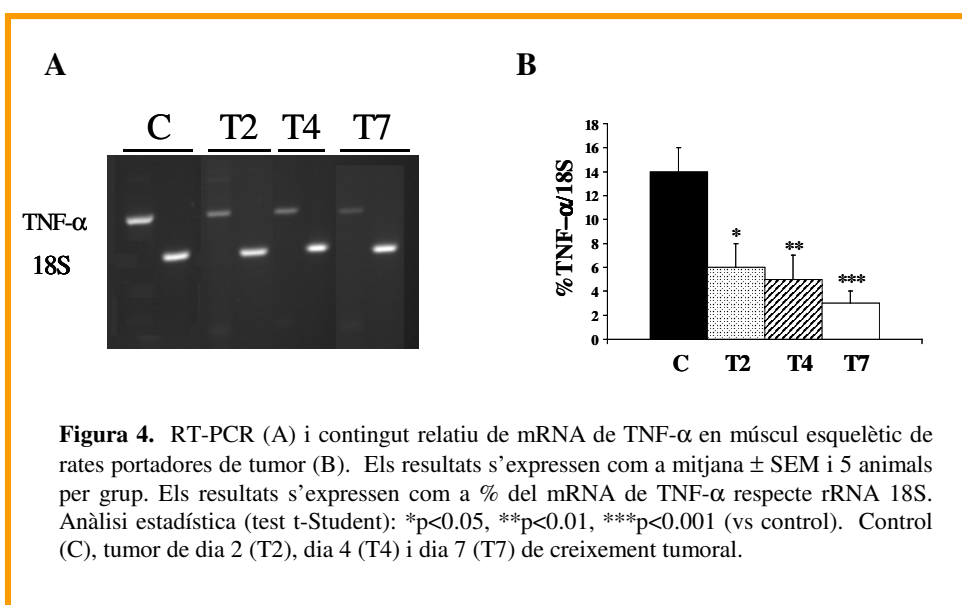 A
B
C T2 T4 T7
TNF-α
18S
%TNF–α/18S
18
16
14
12
10
8
6
4
2
0
*
**
***
C T2 T4 T7
Figura 4. RT-PCR (A) i contingut relatiu de mRNA de TNF-α en múscul esquelètic de
rates portadores de tumor (B). Els resultats s’expressen com a mitjana ± SEM i 5 animals
per grup. Els resultats s’expressen com a % del mRNA de TNF-α respecte rRNA 18S.
Anàlisi estadística (test t-Student): *p<0.05, **p<0.01, ***p<0.001 (vs control). Control
(C), tumor de dia 2 (T2), dia 4 (T4) i dia 7 (T7) de creixement tumoral.